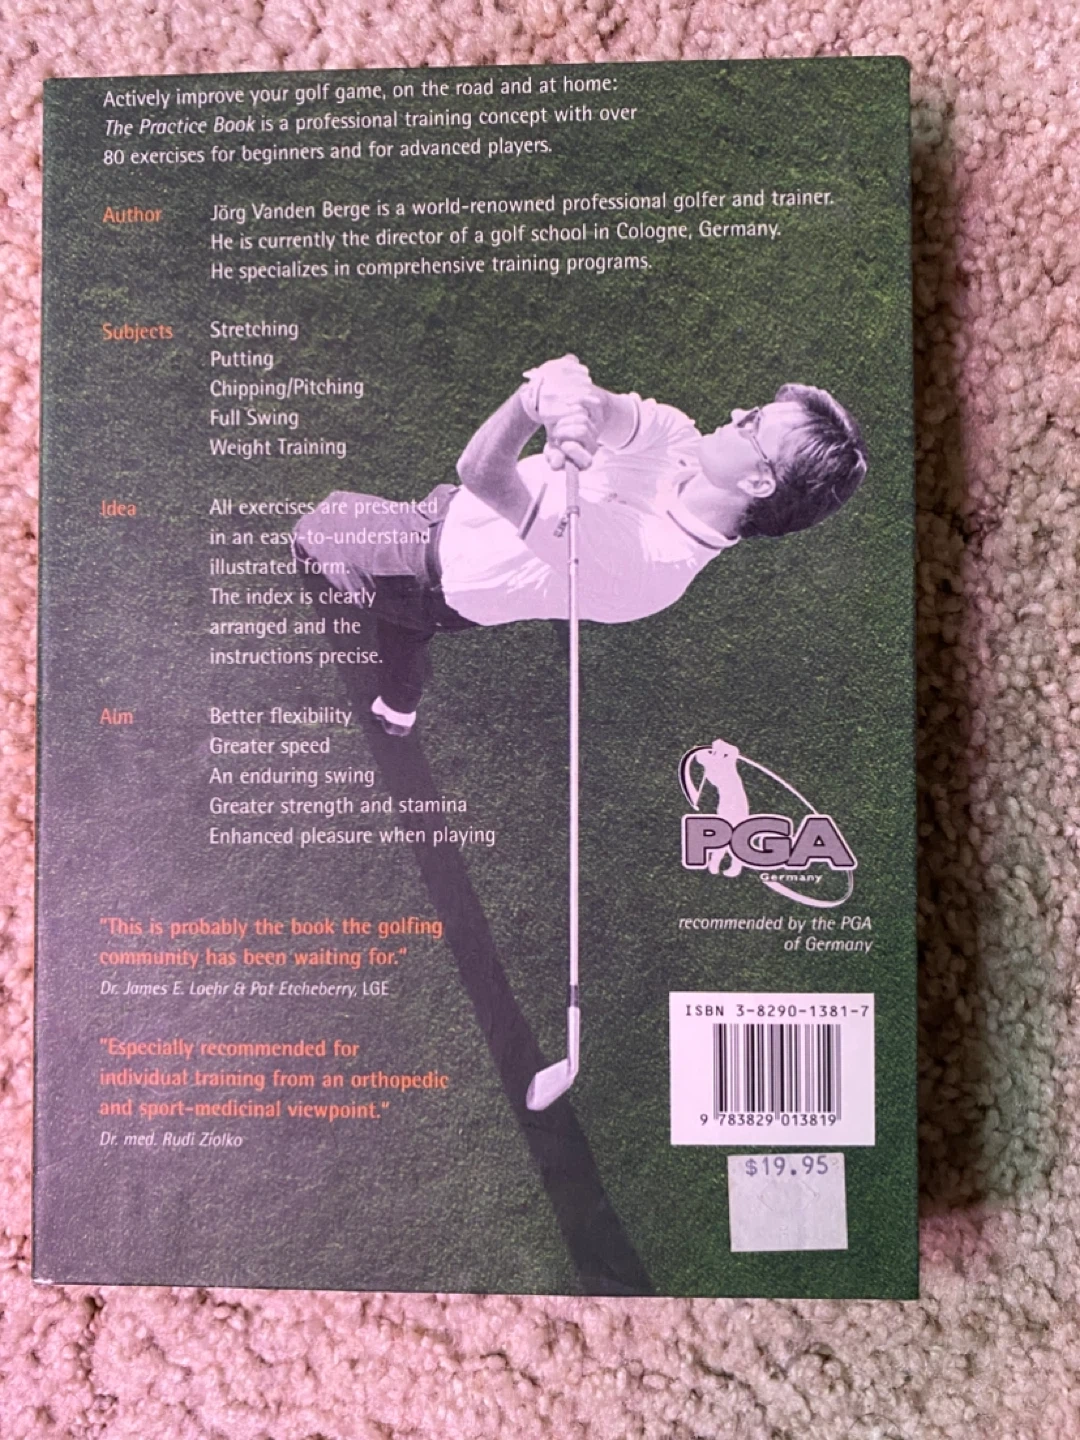 Actively improve your golf game, on the road and at home:
The Practice Book is a professional training concept with over
80 exercises for beginners and for advanced players.
Author
Jörg Vanden Berge is a world-renowned professional golfer and trainer.
He is currently the director of a golf school in Cologne, Germany.
He specializes in comprehensive training programs.
Subjects
Stretching
Putting
Chipping/Pitching
Full Swing
Weight Training
Idea
All exercises are presented
in an easy-to-understand
illustrated form.
The index is clearly
arranged and the
instructions precise.
Aim
Better flexibility
Greater speed
An enduring swing
Greater strength and stamina
Enhanced pleasure when playing
"This is probably the book the golfing
community has been waiting for."
Dr. James E. Loehr & Pat Etcheberry, LGE
"Especially recommended for
individual training from an orthopedic
and sport-medicinal viewpoint."
Dr. med. Rudi Ziolko
PGA
Germany
recommended by the PGA
of Germany
ISBN 3-8290-1381-7
9 783829 013819
$19.95